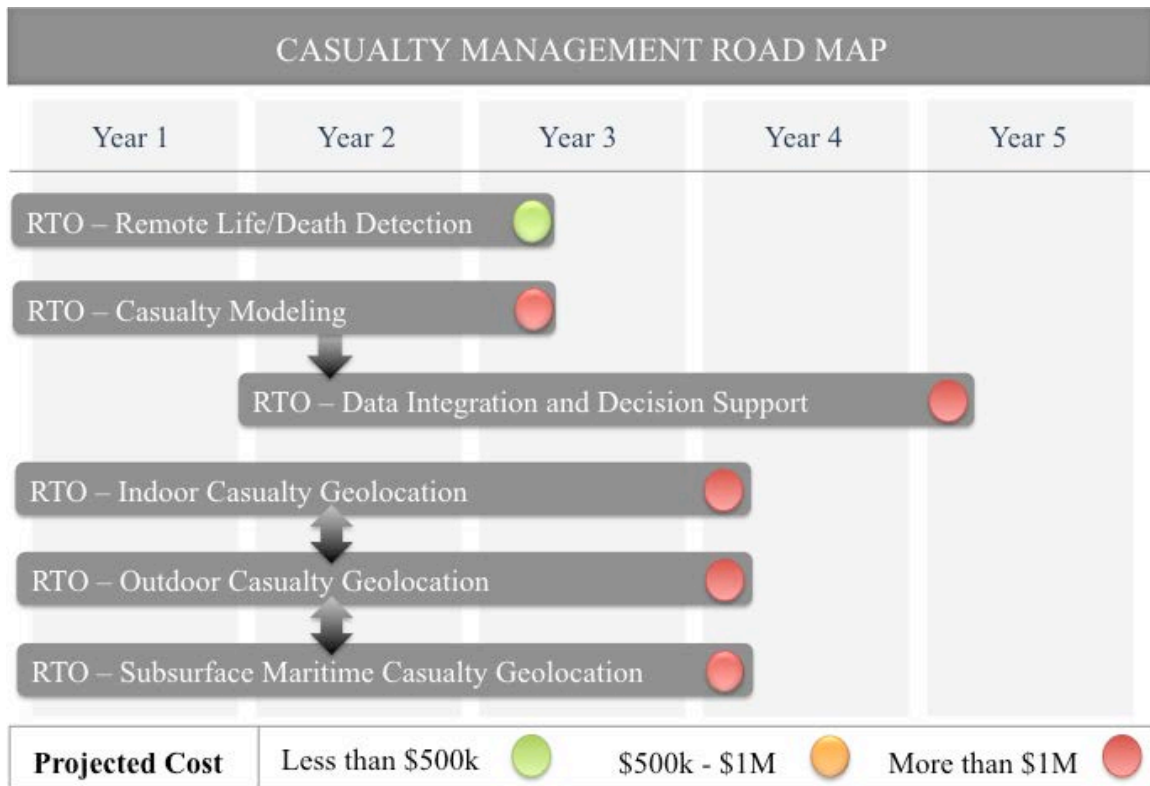 CASUALTY MANAGEMENT ROAD MAP
Year 1 Year 2 Year 3 Year 4 Year 5
RTO – Remote Life/Death Detection
RTO – Casualty Modeling
RTO – Data Integration and Decision Support
RTO – Indoor Casualty Geolocation
RTO – Outdoor Casualty Geolocation
RTO – Subsurface Maritime Casualty Geolocation
Projected Cost Less than $500k $500k - $1M More than $1M